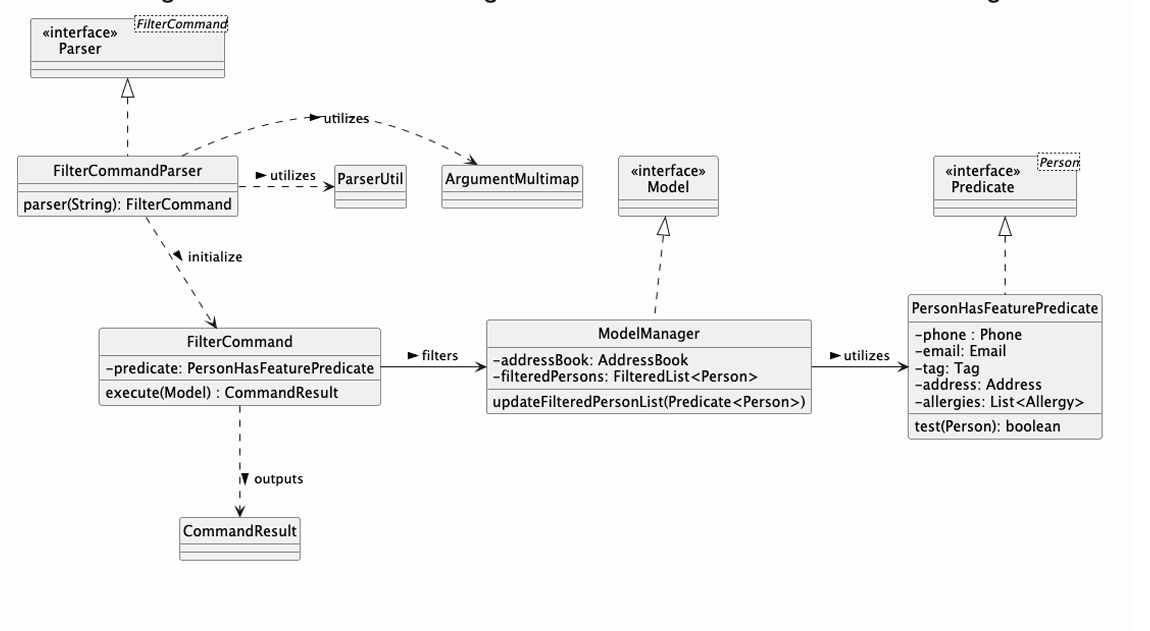 «interface»
Parser
FilterCommand
utilizes
FilterCommandParser
parser(String): FilterCommand
utilizes
ParserUtil
ArgumentMultimap
«interface»
Model
«interface»
Predicate
Person
initialize
FilterCommand
-predicate: PersonHasFeaturePredicate
execute(Model) : CommandResult
filters
ModelManager
-addressBook: AddressBook
-filteredPersons: FilteredList<Person>
updateFilteredPersonList(Predicate<Person>)
utilizes
PersonHasFeaturePredicate
-phone : Phone
-email: Email
-tag: Tag
-address: Address
-allergies: List<Allergy>
test(Person): boolean
outputs
CommandResult